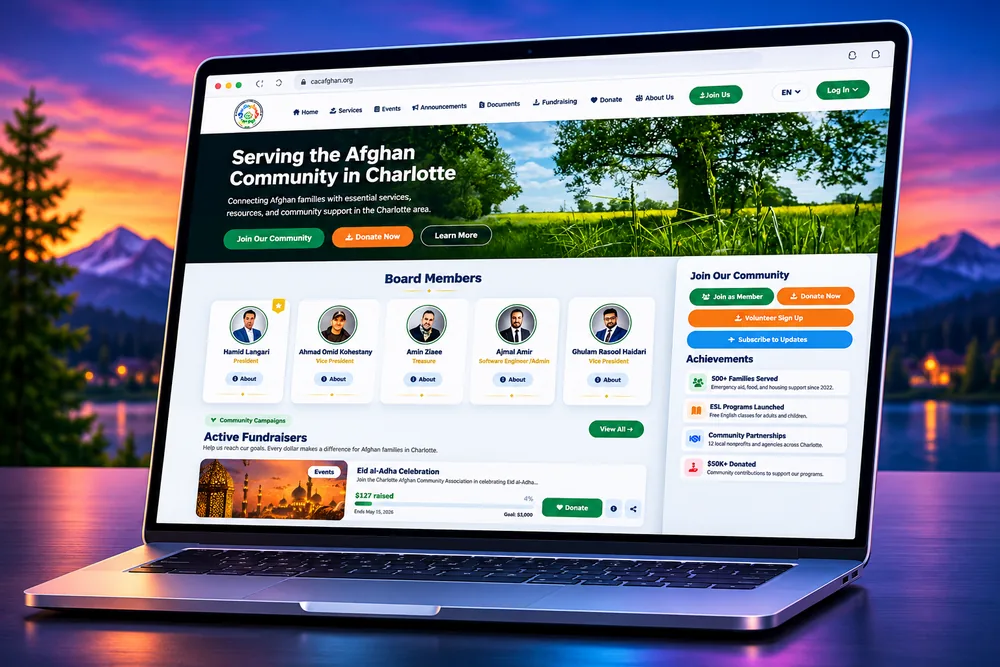 cacafghan.org
Home
Services
Events
Announcements
Documents
Fundraising
Donate
About Us
Join Us
EN
Log In
Serving the Afghan
Community in Charlotte
Connecting Afghan families with essential services,
resources, and community support in the Charlotte area.
Join Our Community
Donate Now
Learn More
Board Members
Hamid Langari
President
About
Ahmad Omid Kohestany
Vice President
About
Amin Ziaee
Treasure
About
Ajmal Amir
Software Engineer /Admin
About
Ghulam Rasool Haidari
Vice President
About
Community Campaigns
Active Fundraisers
Help us reach our goals. Every dollar makes a difference for Afghan families in Charlotte.
View All →
Events
Eid al-Adha Celebration
Join the Charlotte Afghan Community Association in celebrating Eid al-Adha...
$127 raised
4%
Ends May 15, 2026
Goal: $3,000
Donate
Join Our Community
Join as Member
Donate Now
Volunteer Sign Up
Subscribe to Updates
Achievements
500+ Families Served
Emergency aid, food, and housing support since 2022.
ESL Programs Launched
Free English classes for adults and children.
Community Partnerships
12 local nonprofits and agencies across Charlotte.
$50K+ Donated
Community contributions to support our programs.